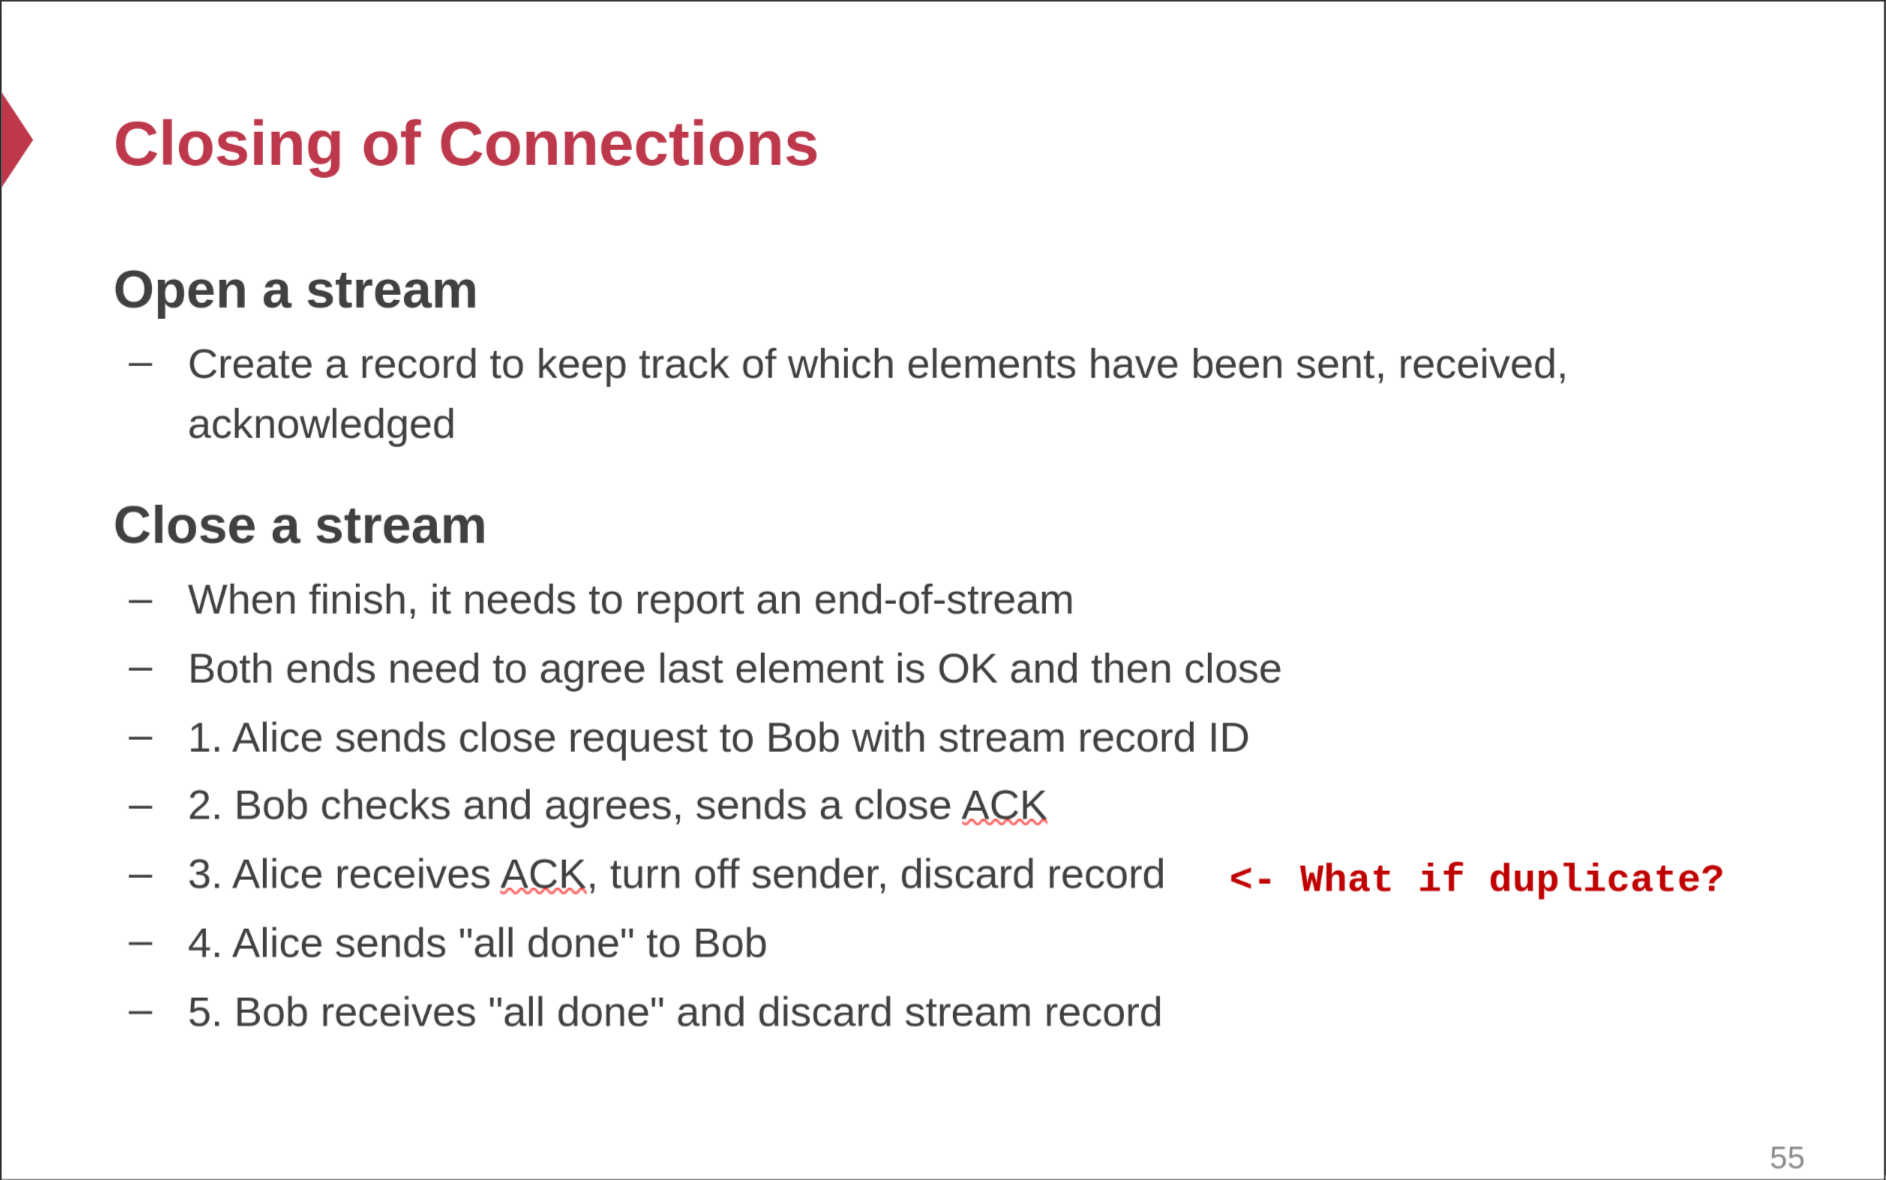 Closing of Connections
Open a stream
– Create a record to keep track of which elements have been sent, received,
acknowledged
Close a stream
– When finish, it needs to report an end-of-stream
– Both ends need to agree last element is OK and then close
– 1. Alice sends close request to Bob with stream record ID
– 2. Bob checks and agrees, sends a close ACK
– 3. Alice receives ACK, turn off sender, discard record <- What if duplicate?
– 4. Alice sends "all done" to Bob
– 5. Bob receives "all done" and discard stream record
55